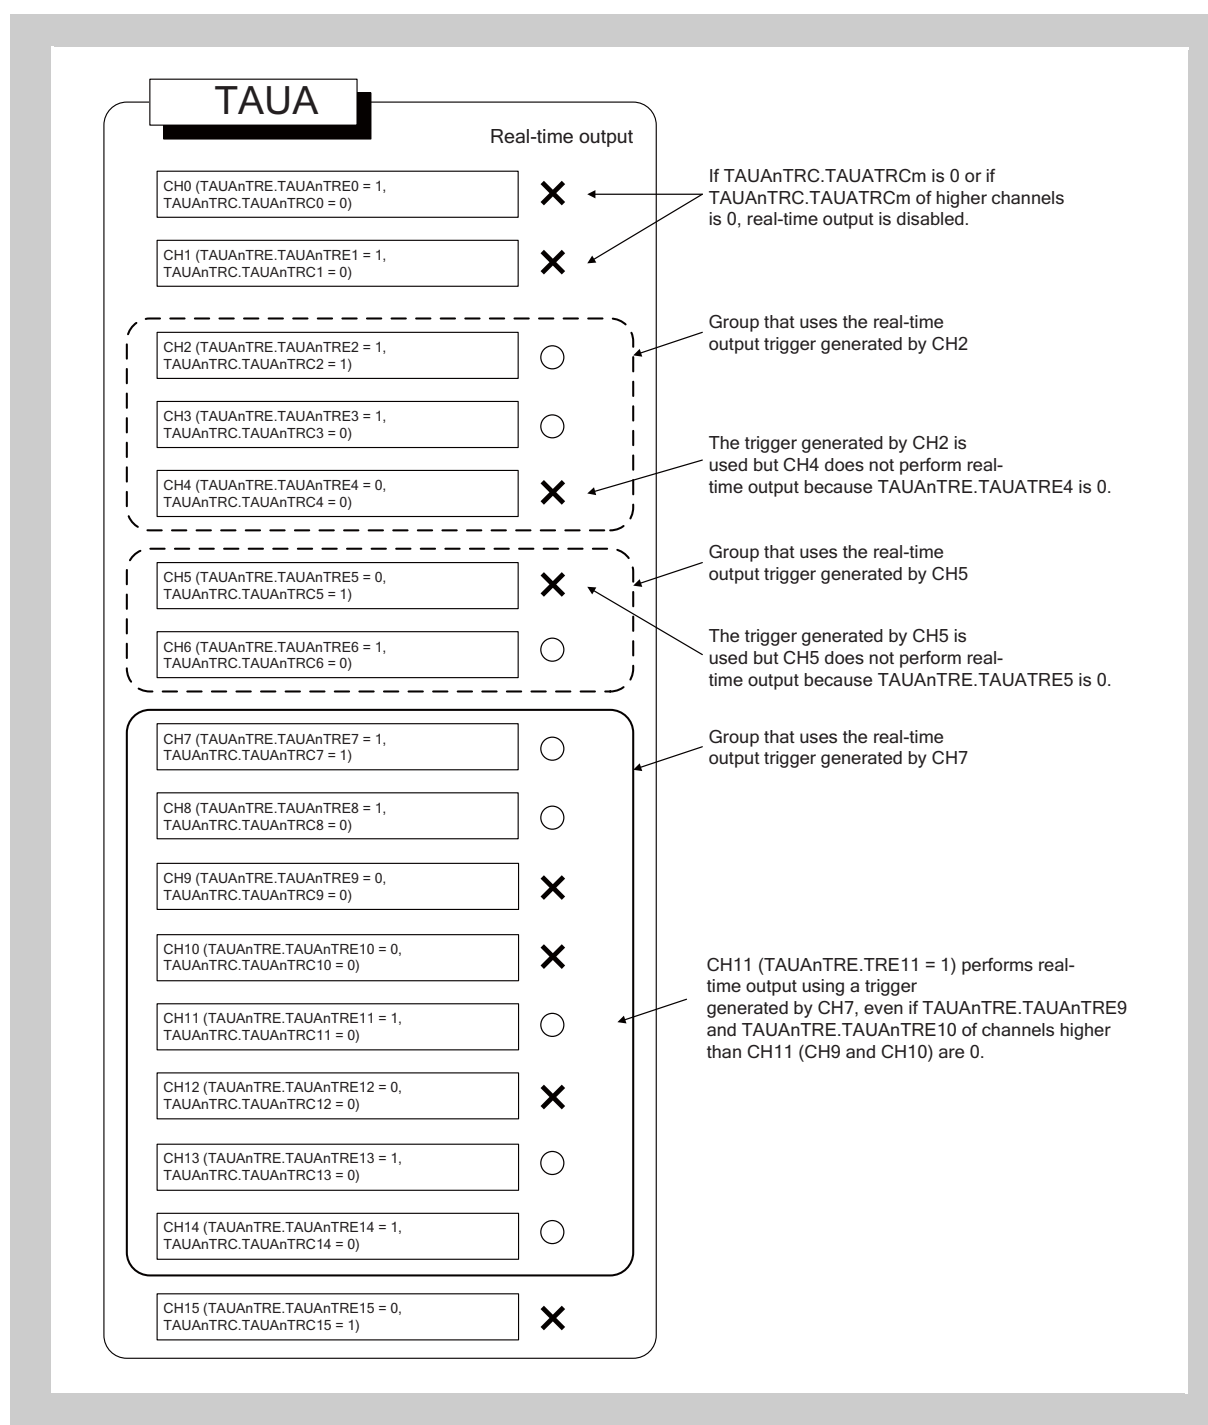 TAUA
Real-time output
CH0 (TAUAnTRE.TAUAnTRE0 = 1,
TAUAnTRC.TAUAnTRC0 = 0)
If TAUAnTRC.TAUATRCm is 0 or if
TAUAnTRC.TAUATRCm of higher channels
is 0, real-time output is disabled.
CH1 (TAUAnTRE.TAUAnTRE1 = 1,
TAUAnTRC.TAUAnTRC1 = 0)
Group that uses the real-time
output trigger generated by CH2
CH2 (TAUAnTRE.TAUAnTRE2 = 1,
TAUAnTRC.TAUAnTRC2 = 1)
CH3 (TAUAnTRE.TAUAnTRE3 = 1,
TAUAnTRC.TAUAnTRC3 = 0)
The trigger generated by CH2 is
used but CH4 does not perform real-
time output because TAUAnTRE.TAUATRE4 is 0.
CH4 (TAUAnTRE.TAUAnTRE4 = 0,
TAUAnTRC.TAUAnTRC4 = 0)
Group that uses the real-time
output trigger generated by CH5
CH5 (TAUAnTRE.TAUAnTRE5 = 0,
TAUAnTRC.TAUAnTRC5 = 1)
The trigger generated by CH5 is
used but CH5 does not perform real-
time output because TAUAnTRE.TAUATRE5 is 0.
CH6 (TAUAnTRE.TAUAnTRE6 = 1,
TAUAnTRC.TAUAnTRC6 = 0)
Group that uses the real-time
output trigger generated by CH7
CH7 (TAUAnTRE.TAUAnTRE7 = 1,
TAUAnTRC.TAUAnTRC7 = 1)
CH8 (TAUAnTRE.TAUAnTRE8 = 1,
TAUAnTRC.TAUAnTRC8 = 0)
CH9 (TAUAnTRE.TAUAnTRE9 = 0,
TAUAnTRC.TAUAnTRC9 = 0)
CH10 (TAUAnTRE.TAUAnTRE10 = 0,
TAUAnTRC.TAUAnTRC10 = 0)
CH11 (TAUAnTRE.TRE11 = 1) performs real-
time output using a trigger
generated by CH7, even if TAUAnTRE.TAUAnTRE9
and TAUAnTRE.TAUAnTRE10 of channels higher
than CH11 (CH9 and CH10) are 0.
CH11 (TAUAnTRE.TAUAnTRE11 = 1,
TAUAnTRC.TAUAnTRC11 = 0)
CH12 (TAUAnTRE.TAUAnTRE12 = 0,
TAUAnTRC.TAUAnTRC12 = 0)
CH13 (TAUAnTRE.TAUAnTRE13 = 1,
TAUAnTRC.TAUAnTRC13 = 0)
CH14 (TAUAnTRE.TAUAnTRE14 = 1,
TAUAnTRC.TAUAnTRC14 = 0)
CH15 (TAUAnTRE.TAUAnTRE15 = 0,
TAUAnTRC.TAUAnTRC15 = 1)